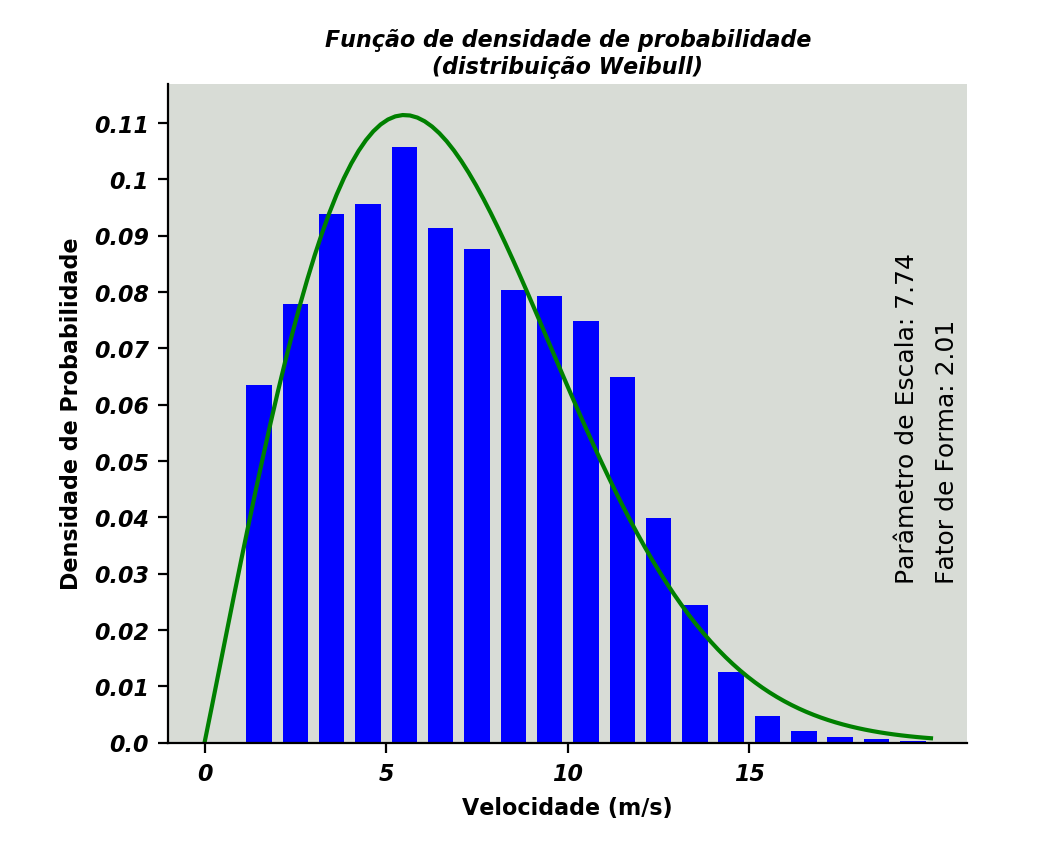 Função de densidade de probabilidade
(distribuição Weibull)
Densidade de Probabilidade
0.11
0.1
0.09
0.08
0.07
0.06
0.05
0.04
0.03
0.02
0.01
0.0
0 5 10 15
Velocidade (m/s)
Parâmetro de Escala: 7.74
Fator de Forma: 2.01